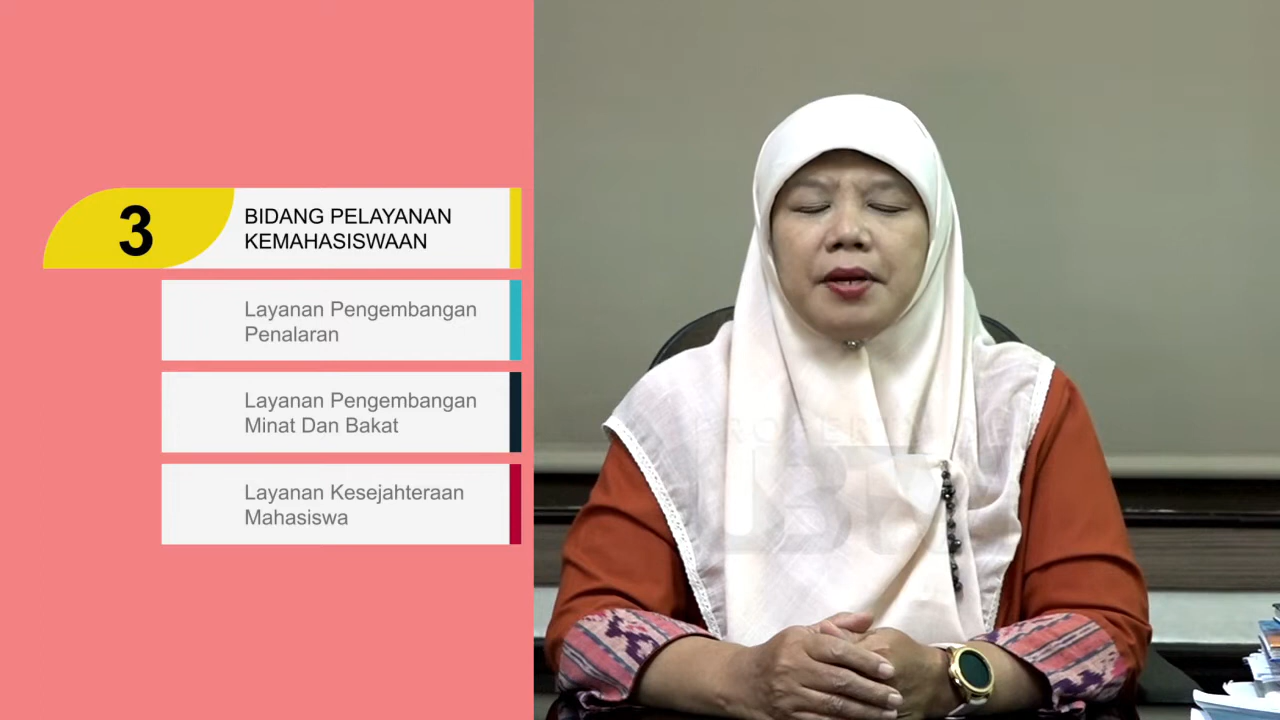 3
BIDANG PELAYANAN
KEMAHASISWAAN
Layanan Pengembangan
Penalaran
Layanan Pengembangan
Minat Dan Bakat
Layanan Kesejahteraan
Mahasiswa